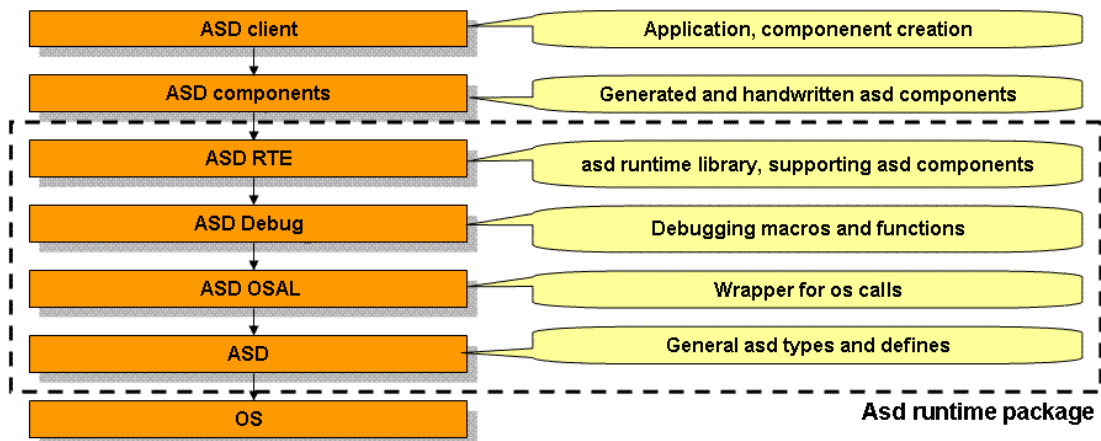 ASD client
Application, componenent creation
ASD components
Generated and handwritten asd components
ASD RTE
asd runtime library, supporting asd components
ASD Debug
Debugging macros and functions
ASD OSAL
Wrapper for os calls
ASD
General asd types and defines
OS
Asd runtime package